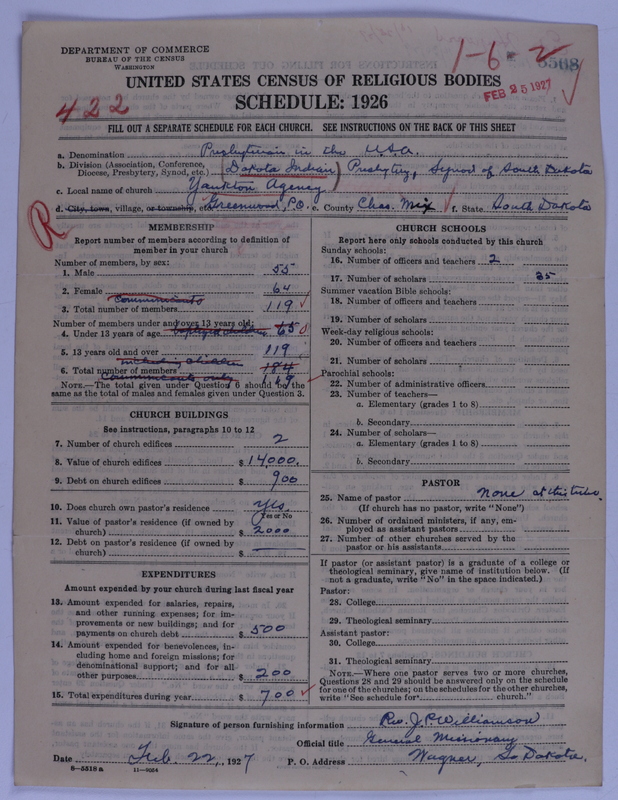 DEPARTMENT OF COMMERCE
BUREAU OF THE CENSUS
WASHINGTON
1-6-2
5568
FEB 25 1927
UNITED STATES CENSUS OF RELIGIOUS BODIES
422
SCHEDULE: 1926
FILL OUT A SEPARATE SCHEDULE FOR EACH CHURCH. SEE INSTRUCTIONS ON THE BACK OF THIS SHEET
a. Denomination Presbyterian in the U.S.A.
b. Division (Association, Conference, Diocese, Presbytery, Synod, etc.) (Dakota Indian) Presbytery, Synod of South Dakota
c. Local name of church Yankton Agency
d. City, town, village, or township, etc. Greenwood, P.O. e. County Chas. Mix f. State South Dakota
R
MEMBERSHIP
Report number of members according to definition of
member in your church
Number of members, by sex:
1. Male 55
2. Female 64
communicants
3. Total number of members 119
Number of members under and over 13 years old:
4. Under 13 years of age baptized children 65 0
5. 13 years old and over 119
including children
6. Total number of members 184
Communicants only 119
NOTE.—The total given under Question 6 should be the
same as the total of males and females given under Question 3.
CHURCH BUILDINGS
See instructions, paragraphs 10 to 12
7. Number of church edifices 2
8. Value of church edifices $ 14000.
9. Debt on church edifices $ 900
10. Does church own pastor's residence yes
Yes or No
11. Value of pastor's residence (if owned by
church) $ 2000
12. Debt on pastor's residence (if owned by
church) $
EXPENDITURES
Amount expended by your church during last fiscal year
13. Amount expended for salaries, repairs,
and other running expenses; for im-
provements or new buildings; and for
payments on church debt $ 500
14. Amount expended for benevolences, in-
cluding home and foreign missions; for
denominational support; and for all
other purposes $ 200
15. Total expenditures during year $ 700
CHURCH SCHOOLS
Report here only schools conducted by this church
Sunday schools:
16. Number of officers and teachers 2
17. Number of scholars 35
Summer vacation Bible schools:
18. Number of officers and teachers
19. Number of scholars
Week-day religious schools:
20. Number of officers and teachers
21. Number of scholars
Parochial schools:
22. Number of administrative officers
23. Number of teachers—
a. Elementary (grades 1 to 8)
b. Secondary
24. Number of scholars—
a. Elementary (grades 1 to 8)
b. Secondary
PASTOR
25. Name of pastor None at this time
(If church has no pastor, write "None")
26. Number of ordained ministers, if any, em-
ployed as assistant pastors
27. Number of other churches served by the
pastor or his assistants
If pastor (or assistant pastor) is a graduate of a college or
theological seminary, give name of institution below. (If
not a graduate, write "No" in the space indicated.)
Pastor:
28. College
29. Theological seminary
Assistant pastor:
30. College
31. Theological seminary
NOTE.—Where one pastor serves two or more churches,
Questions 28 and 29 should be answered only on the schedule
for one of the churches; on the schedules for the other churches,
write "See schedule for church."
Signature of person furnishing information Rev. J. P. Williamson
Official title General Missionary
Date Feb. 22, 1927 P. O. Address Wagner, So Dakota.
8—5518 a 11—9054